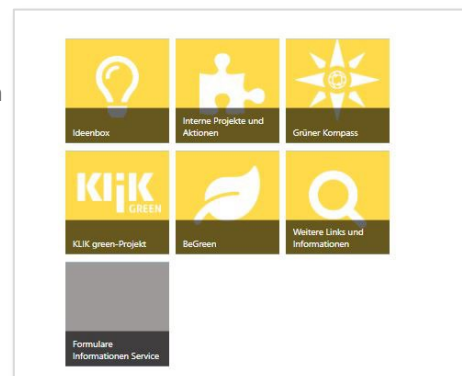 Ideenbox
Interne Projekte und
Aktionen
Grüner Kompass
KLiK
GREEN
KLIK green-Projekt
BeGreen
Weitere Links und
Informationen
Formulare
Informationen Service